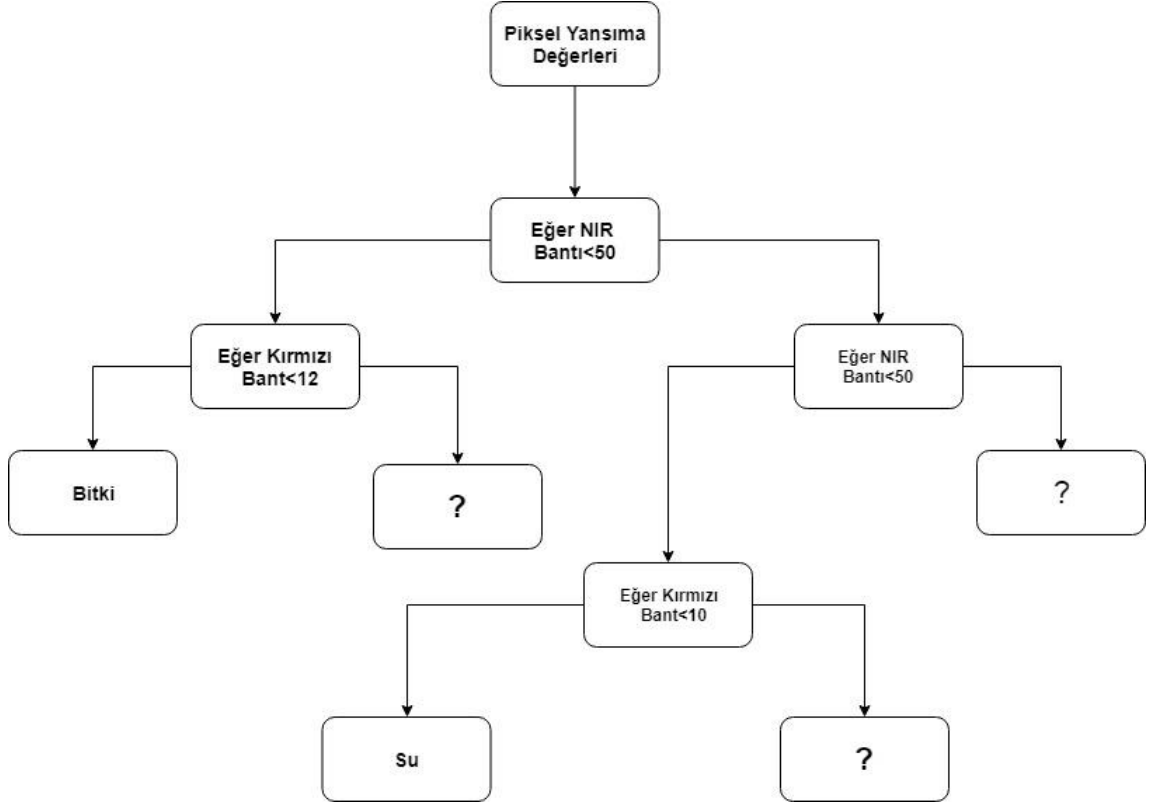 Piksel Yansıma
Değerleri
Eğer NIR
Bantı<50
Eğer Kırmızı
Bant<12
Eğer NIR
Bantı<50
Bitki
?
?
Eğer Kırmızı
Bant<10
Su
?